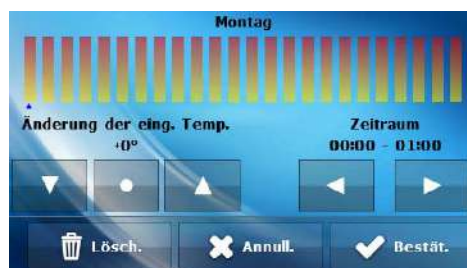 Montag
Änderung der eing. Temp.
+0°
Zeitraum
00:00 - 01:00
Lösch.
Annull.
Bestät.